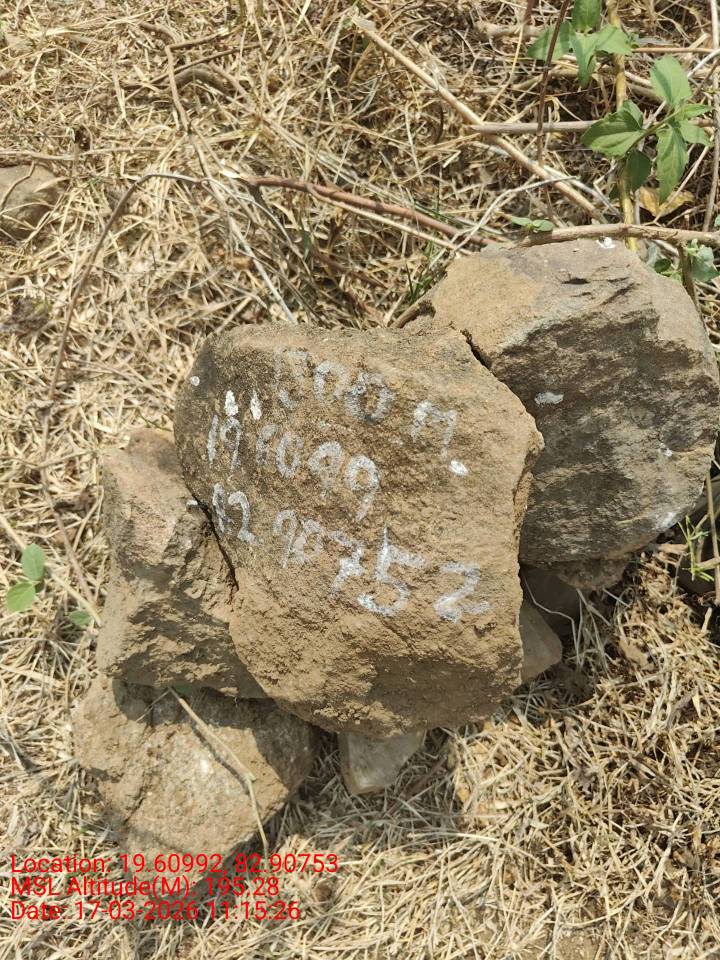 1300 M.
19.6099
82.90752
Location: 19.60992, 82.90753
MSL Altitude(M): 195.28
Date: 17-03-2026 11:15:26